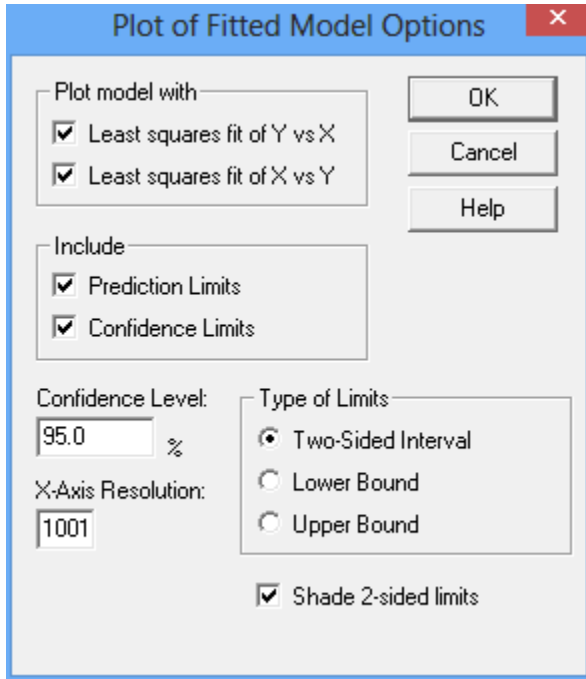 Plot of Fitted Model Options
Plot model with
Least squares fit of Y vs X
Least squares fit of X vs Y
OK
Cancel
Help
Include
Prediction Limits
Confidence Limits
Confidence Level:
95.0 %
X-Axis Resolution:
1001
Type of Limits
Two-Sided Interval
Lower Bound
Upper Bound
Shade 2-sided limits